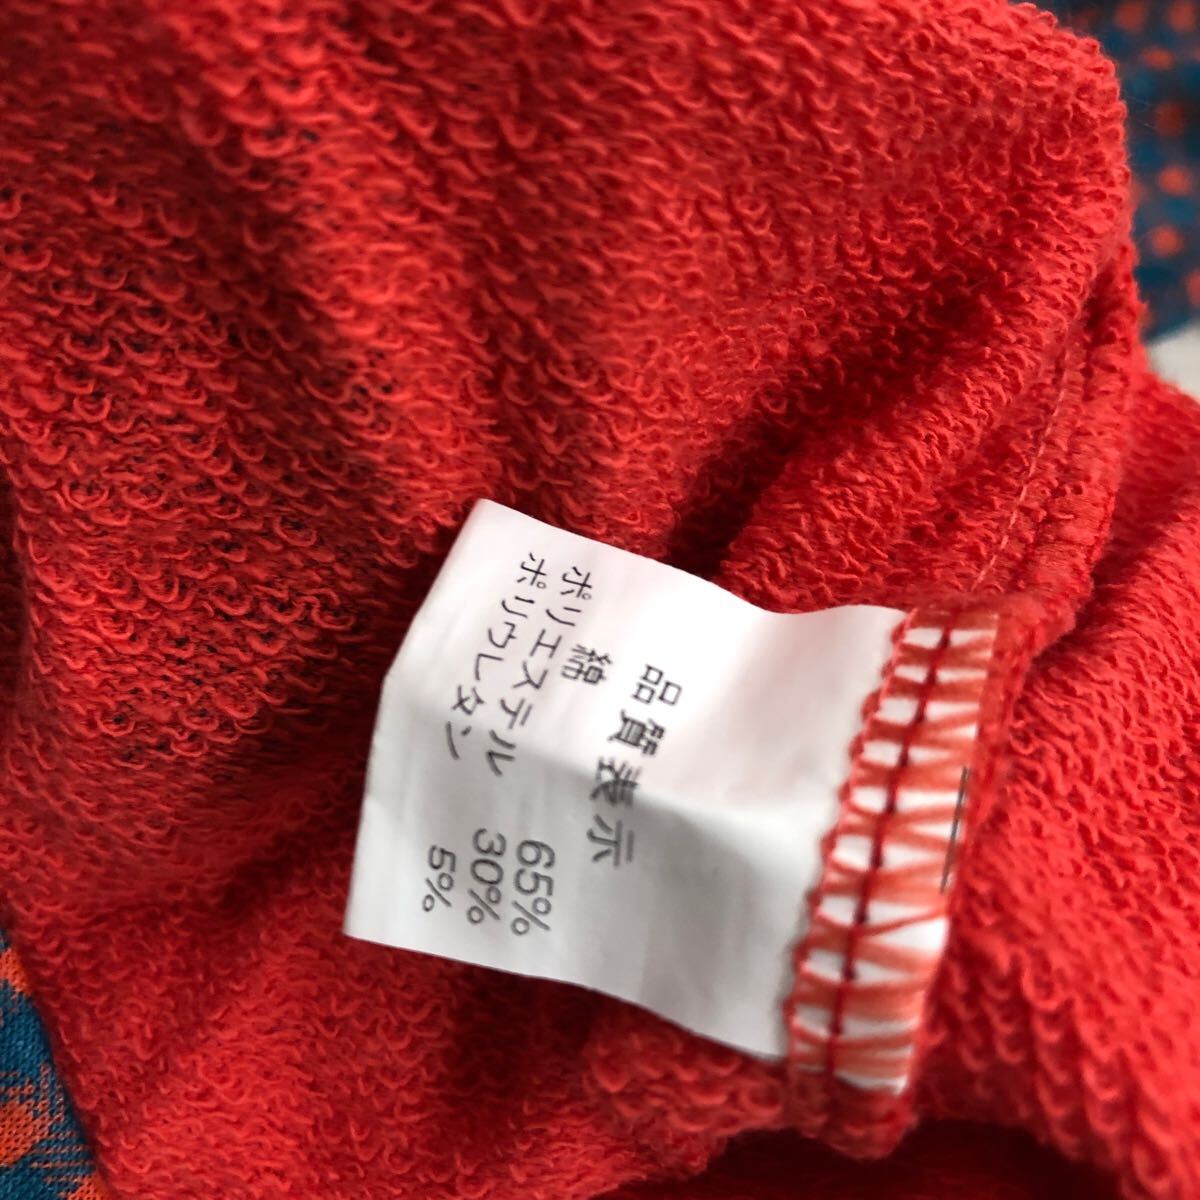 品質表示
綿 65%
ポリエステル 30%
ポリウレタン 5%